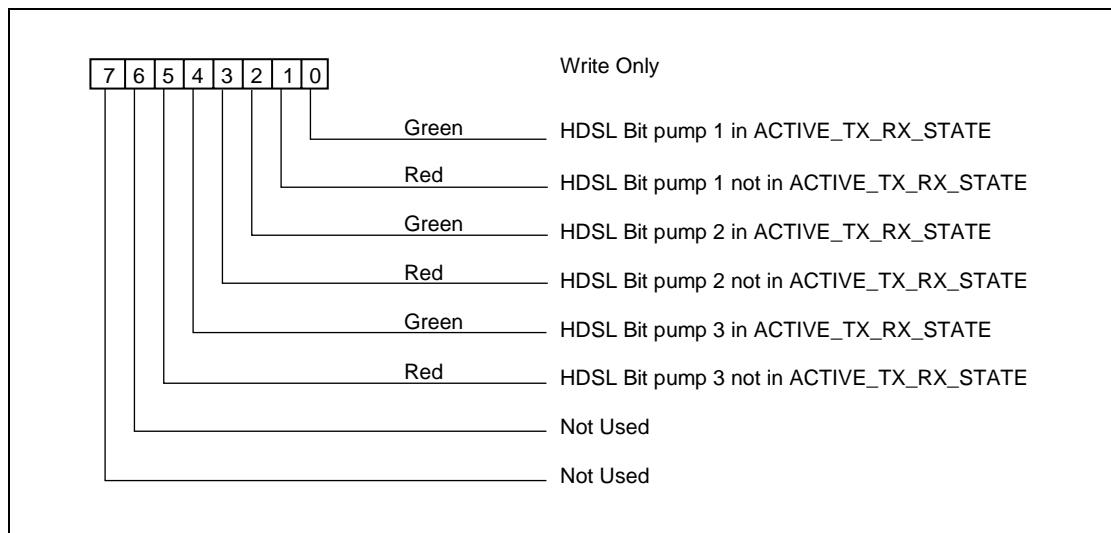 7 6 5 4 3 2 1 0 Write Only
Green HDSL Bit pump 1 in ACTIVE_TX_RX_STATE
Red HDSL Bit pump 1 not in ACTIVE_TX_RX_STATE
Green HDSL Bit pump 2 in ACTIVE_TX_RX_STATE
Red HDSL Bit pump 2 not in ACTIVE_TX_RX_STATE
Green HDSL Bit pump 3 in ACTIVE_TX_RX_STATE
Red HDSL Bit pump 3 not in ACTIVE_TX_RX_STATE
Not Used
Not Used